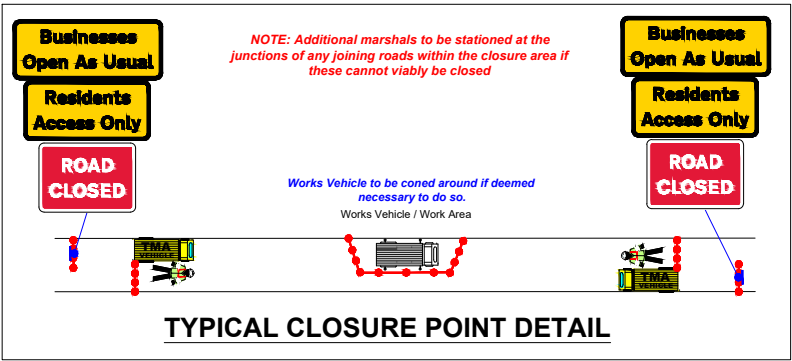 Businesses
Open As Usual
Residents
Access Only
ROAD
CLOSED
NOTE: Additional marshals to be stationed at the
junctions of any joining roads within the closure area if
these cannot viably be closed
Businesses
Open As Usual
Residents
Access Only
ROAD
CLOSED
Works Vehicle to be coned around if deemed
necessary to do so.
Works Vehicle / Work Area
TMA
VEHICLE
TMA
VEHICLE
TYPICAL CLOSURE POINT DETAIL